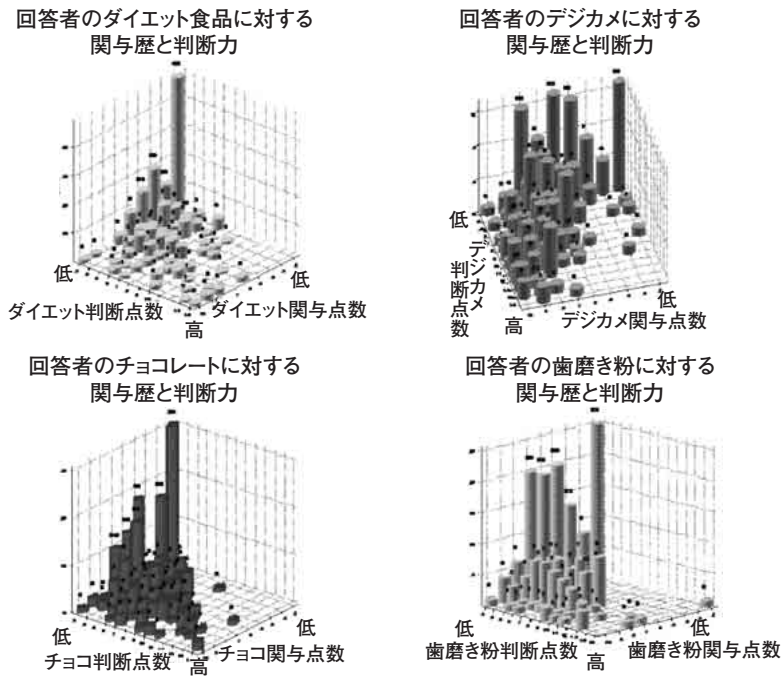 回答者のダイエット食品に対する
関与歴と判断力
低
ダイエット判断点数
高
低
ダイエット関与点数
回答者のデジカメに対する
関与歴と判断力
低
デジカメ
判断点数
高
低
デジカメ関与点数
回答者のチョコレートに対する
関与歴と判断力
低
チョコ判断点数
高
低
チョコ関与点数
回答者の歯磨き粉に対する
関与歴と判断力
低
歯磨き粉判断点数
高
低
歯磨き粉関与点数